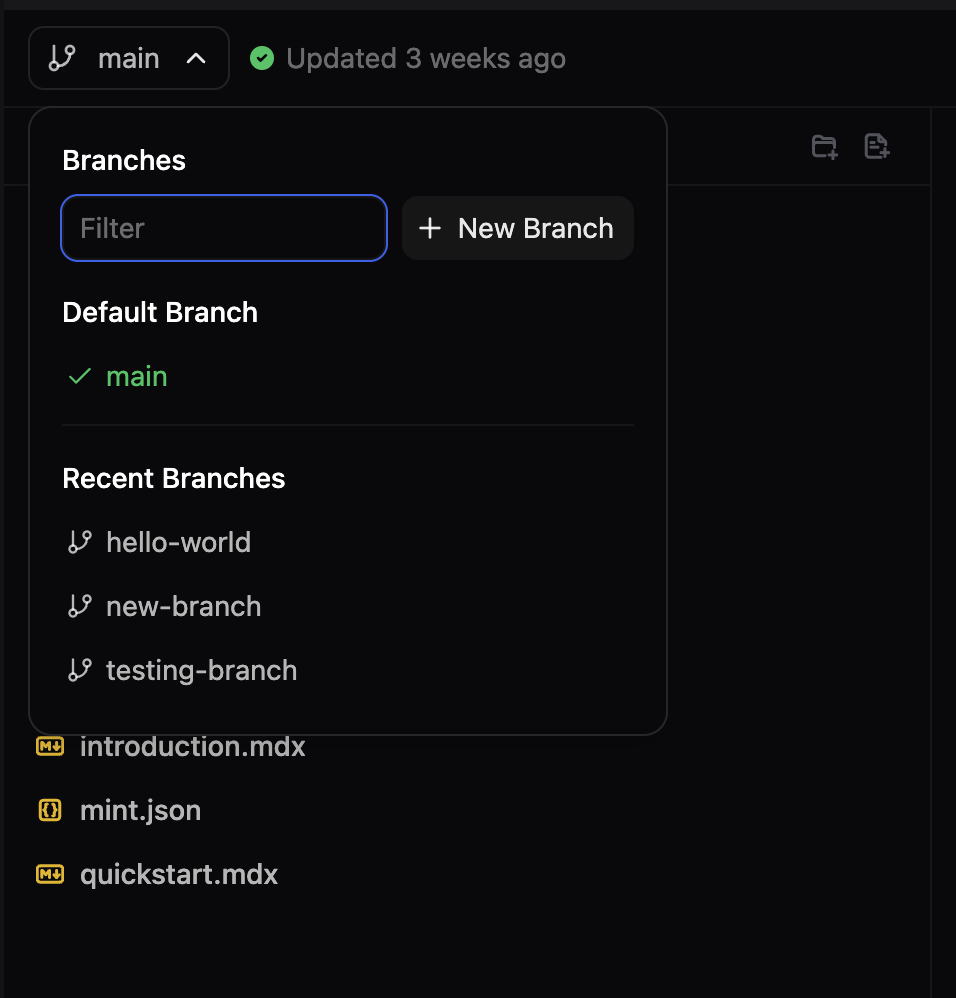 main
Updated 3 weeks ago
Branches
Filter
New Branch
Default Branch
main
Recent Branches
hello-world
new-branch
testing-branch
introduction.mdx
mint.json
quickstart.mdx